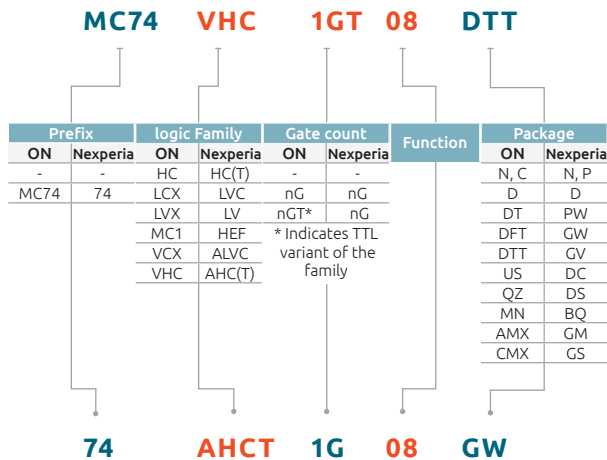 MC74 VHC 1GT 08 DTT
Prefix logic Family Gate count Function Package
ON Nexperia ON Nexperia ON Nexperia ON Nexperia
- - HC HC(T) - - N, C N, P
MC74 74 LCX LVC nG nG D D
LVX LV nGT* nG DT PW
MC1 HEF * Indicates TTL DFT GW
VCX ALVC variant of the DTT GV
VHC AHC(T) family US DC
QZ DS
MN BQ
AMX GM
CMX GS
74 AHCT 1G 08 GW